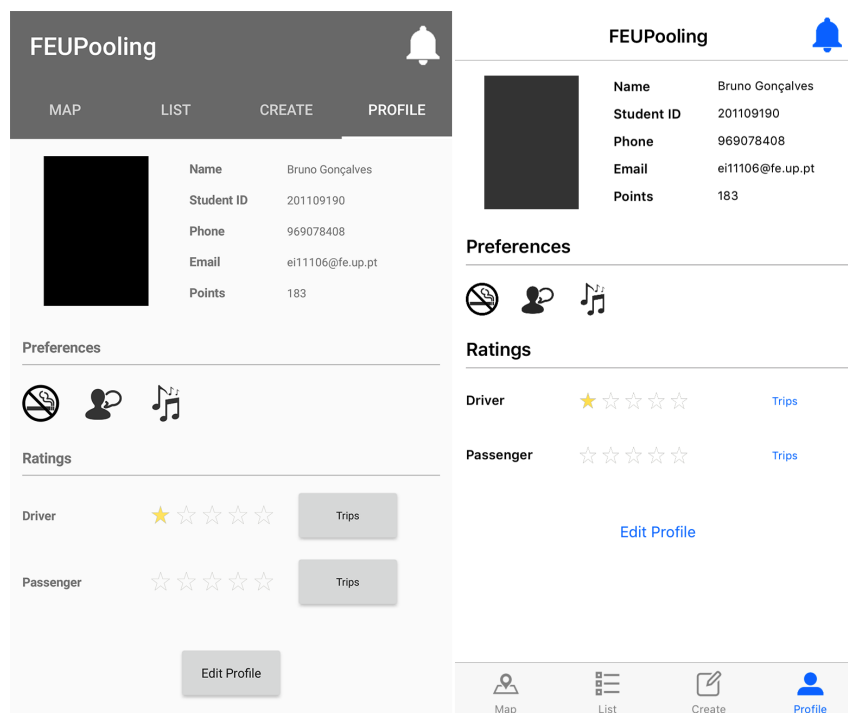 FEUPooling
MAP LIST CREATE PROFILE
Name Bruno Gonçalves
Student ID 201109190
Phone 969078408
Email ei11106@fe.up.pt
Points 183
Preferences
Ratings
Driver Trips
Passenger Trips
Edit Profile
FEUPooling
Name Bruno Gonçalves
Student ID 201109190
Phone 969078408
Email ei11106@fe.up.pt
Points 183
Preferences
Ratings
Driver Trips
Passenger Trips
Edit Profile
Map List Create Profile